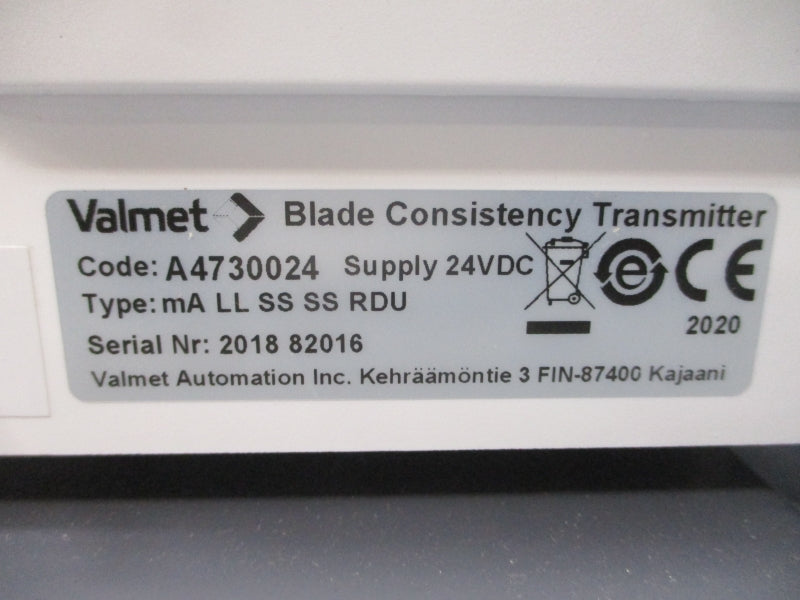 Valmet Blade Consistency Transmitter
Code: A4730024 Supply 24VDC
Type: mA LL SS SS RDU
2020
Serial Nr: 2018 82016
Valmet Automation Inc. Kehräämöntie 3 FIN-87400 Kajaani